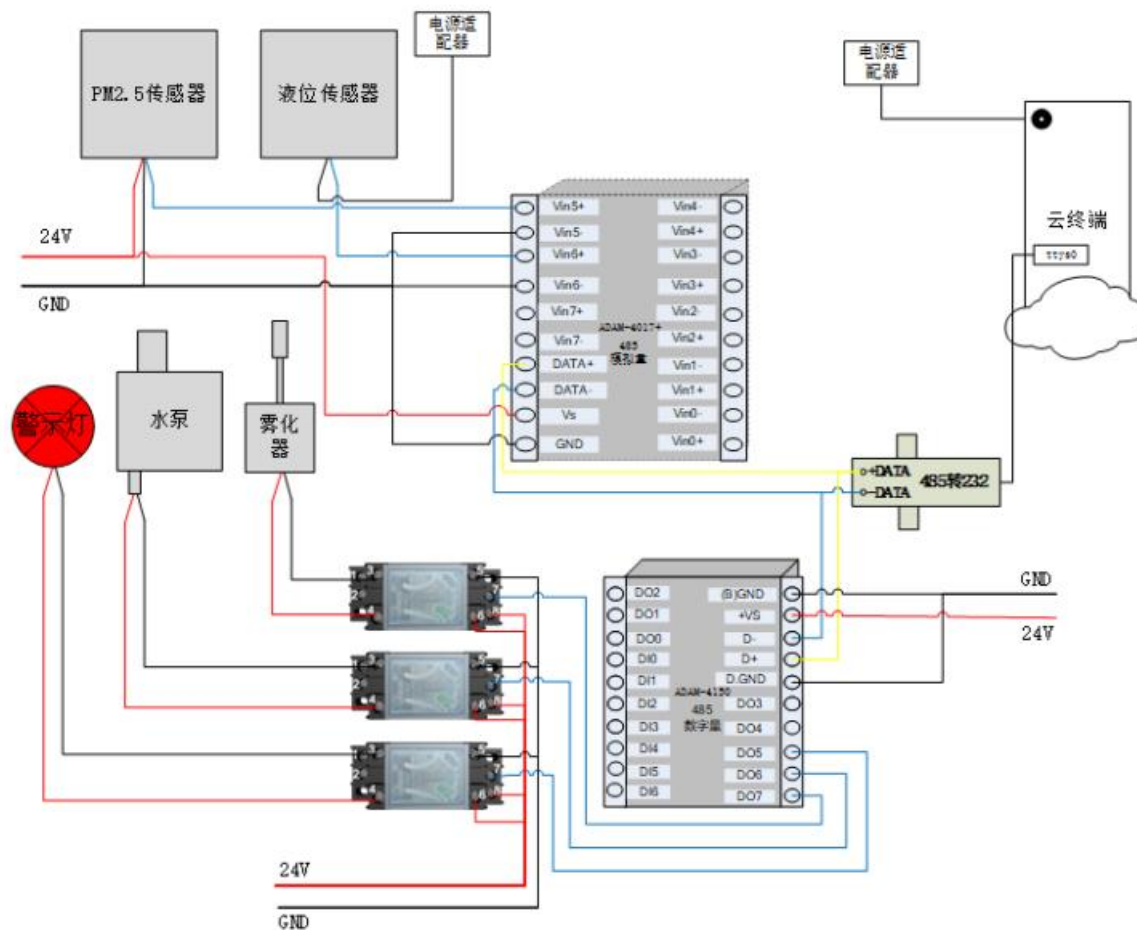 电源适
配器
PM2.5传感器
液位传感器
电源适
配器
云终端
ttyS0
24V
GND
Vin5+
Vin5-
Vin6+
Vin6-
Vin7+
Vin7-
DATA+
DATA-
Vs
GND
ADAM-4017+
485
模拟量
Vin4-
Vin4+
Vin3-
Vin3+
Vin2-
Vin2+
Vin1-
Vin1+
Vin0-
Vin0+
警示灯
水泵
雾化
器
+DATA
-DATA
485转232
DO2
DO1
DO0
DI0
DI1
DI2
DI3
DI4
DI5
DI6
ADAM-4150
485
数字量
(B)GND
+VS
D-
D+
D.GND
DO3
DO4
DO5
DO6
DO7
GND
24V
24V
GND